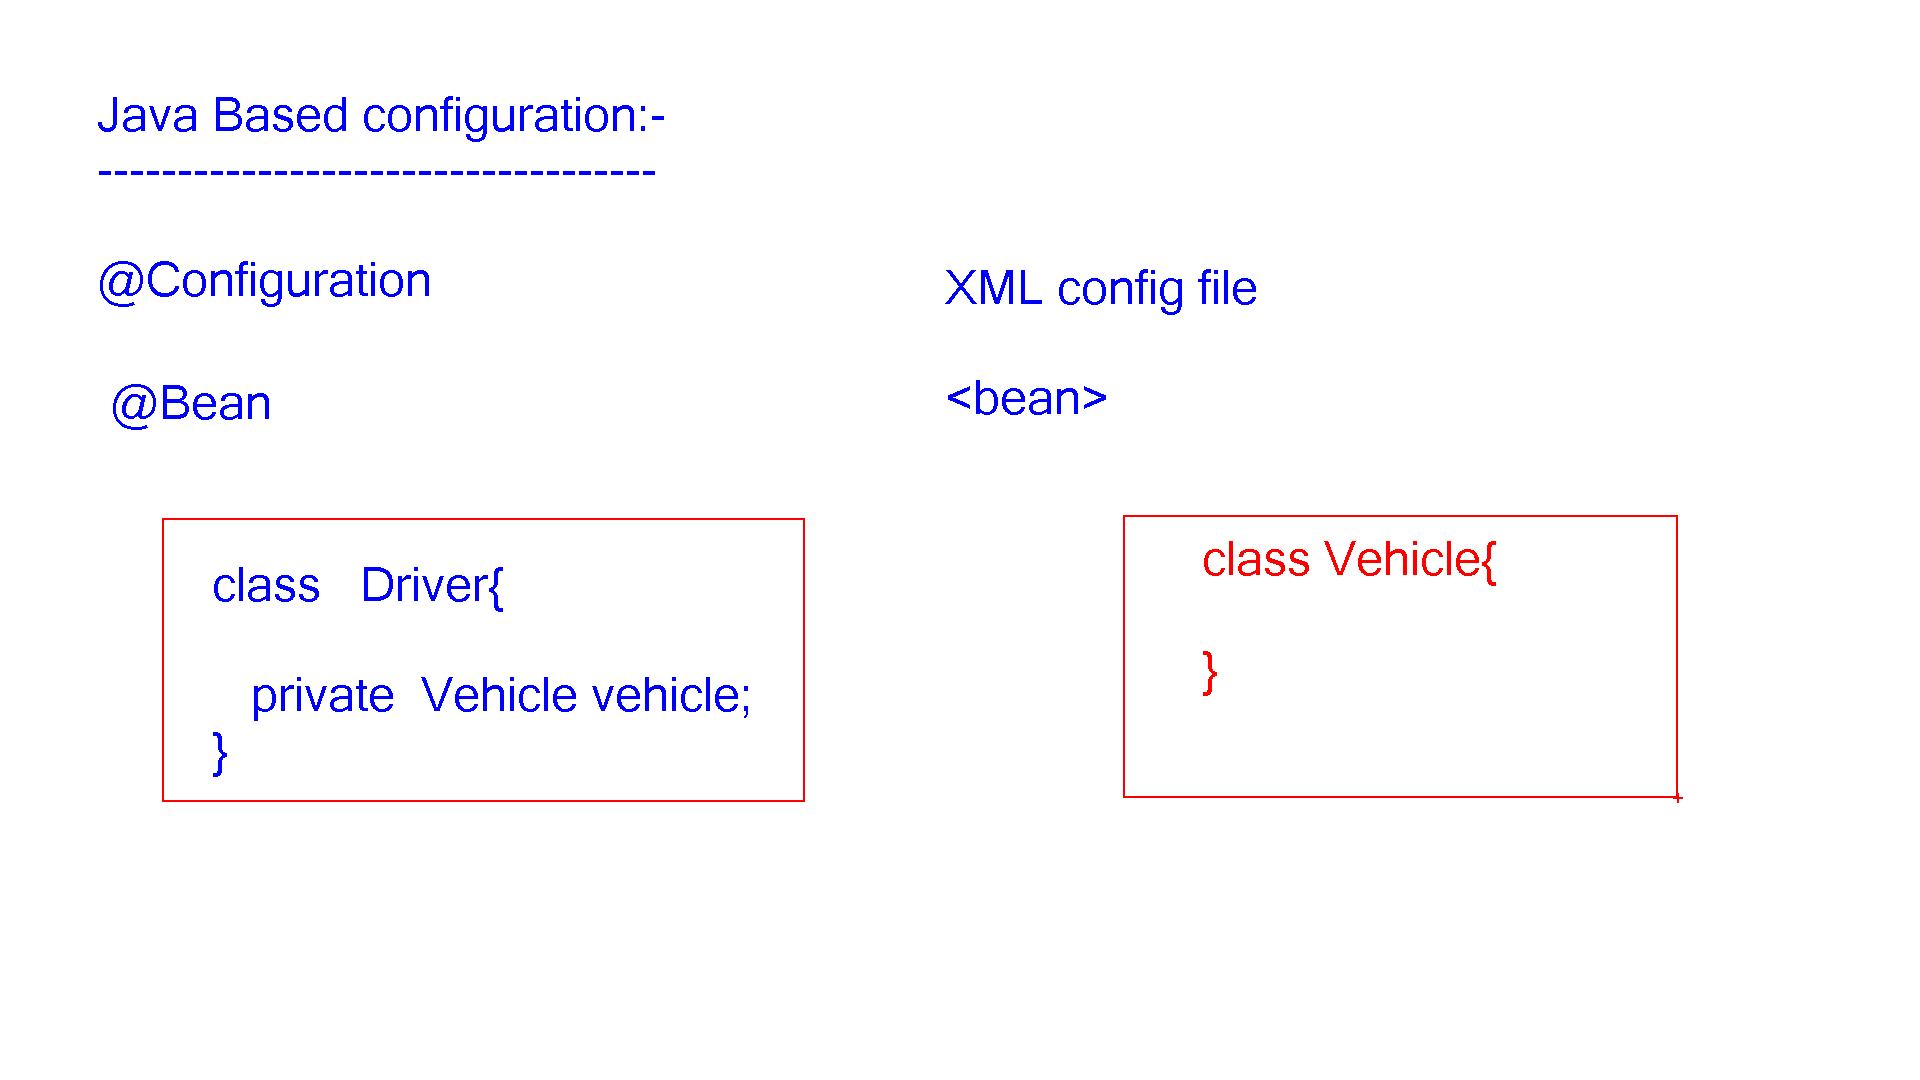 Java Based configuration:-
-----------------------------------
@Configuration
XML config file
@Bean
<bean>
class   Driver{
private  Vehicle vehicle;
}
class Vehicle{
}